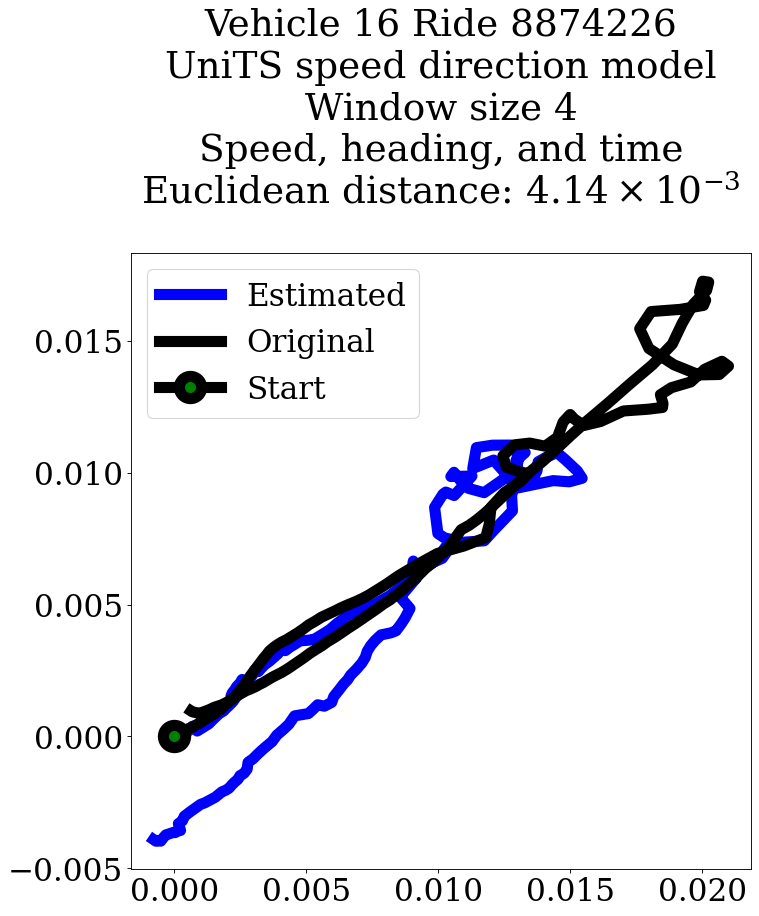 Vehicle 16 Ride 8874226
UniTS speed direction model
Window size 4
Speed, heading, and time
Euclidean distance: 4.14 × 10⁻³
Estimated
Original
Start
0.015
0.010
0.005
0.000
−0.005
0.000 0.005 0.010 0.015 0.020